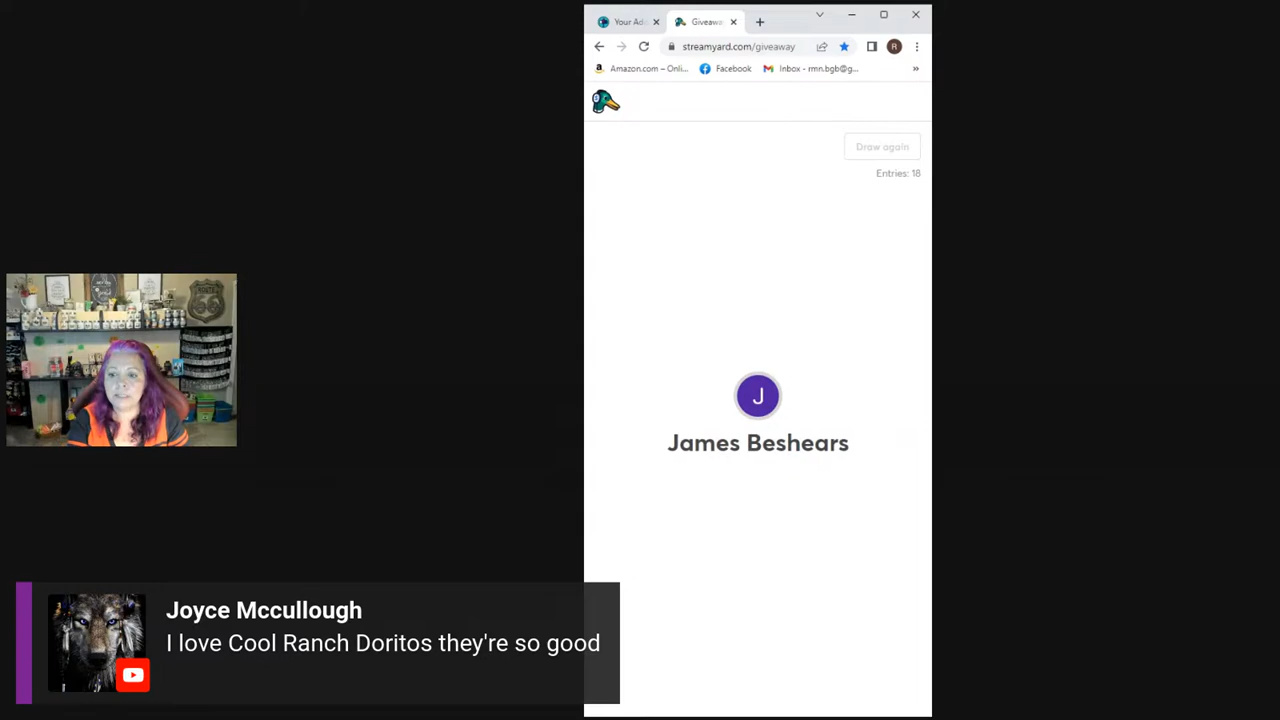 Your Ad
Giveaw
streamyard.com/giveaway
R
Amazon.com – Onli...
Facebook
Inbox - rmn.bgb@g...
Draw again
Entries: 18
J
James Beshears
Joyce Mccullough
I love Cool Ranch Doritos they're so good